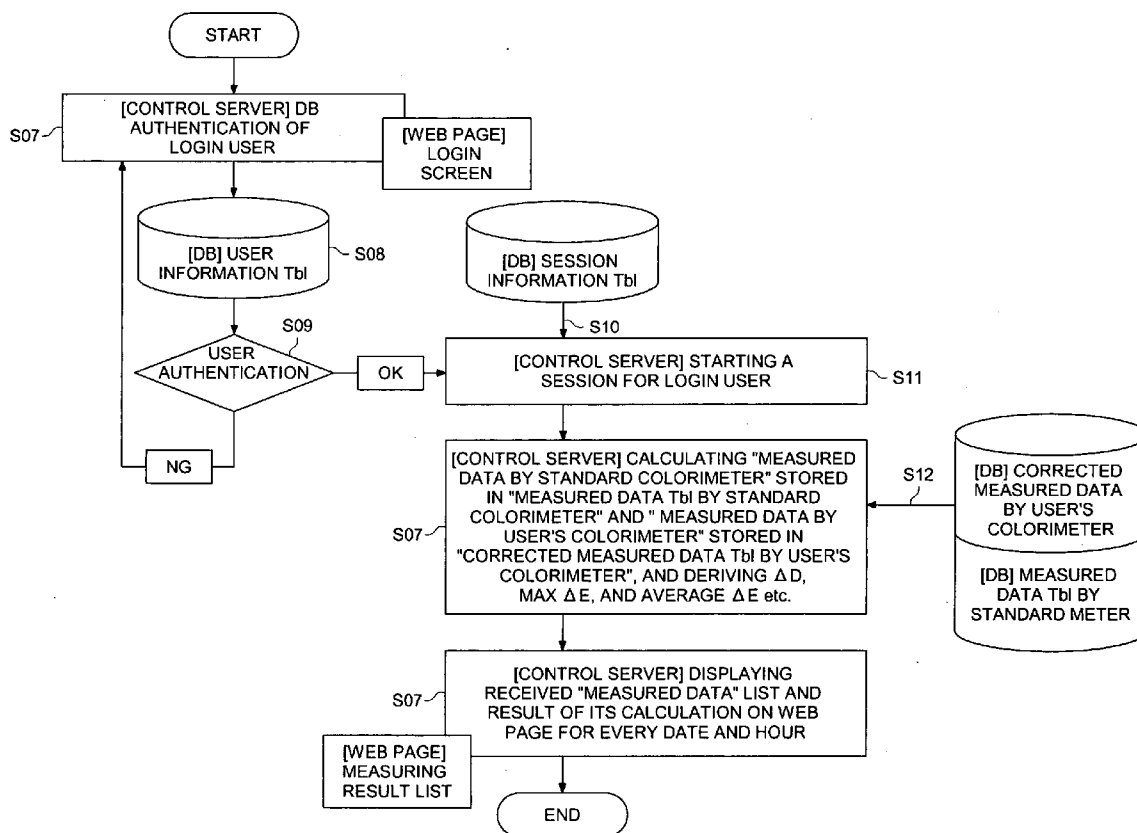 START
[CONTROL SERVER] DB
AUTHENTICATION OF
LOGIN USER
S07
[WEB PAGE]
LOGIN
SCREEN
[DB] USER
INFORMATION Tbl
S08
[DB] SESSION
INFORMATION Tbl
S09
USER
AUTHENTICATION
OK
NG
S10
[CONTROL SERVER] STARTING A
SESSION FOR LOGIN USER
S11
[CONTROL SERVER] CALCULATING "MEASURED
DATA BY STANDARD COLORIMETER" STORED
IN "MEASURED DATA Tbl BY STANDARD
COLORIMETER" AND " MEASURED DATA BY
USER'S COLORIMETER" STORED IN
"CORRECTED MEASURED DATA Tbl BY USER'S
COLORIMETER", AND DERIVING ΔD,
MAX ΔE, AND AVERAGE ΔE etc.
S07
S12
[DB] CORRECTED
MEASURED DATA
BY USER'S
COLORIMETER
[DB] MEASURED
DATA Tbl BY
STANDARD METER
[CONTROL SERVER] DISPLAYING
RECEIVED "MEASURED DATA" LIST AND
RESULT OF ITS CALCULATION ON WEB
PAGE FOR EVERY DATE AND HOUR
S07
[WEB PAGE]
MEASURING
RESULT LIST
END